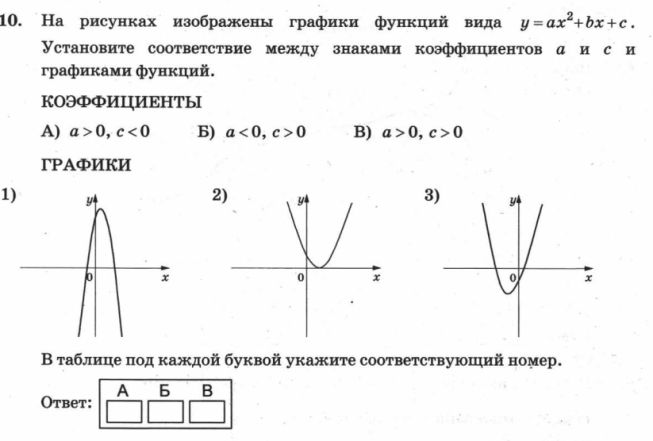 10. На рисунках изображены графики функций вида y=ax²+bx+c.
Установите соответствие между знаками коэффициентов a и c и
графиками функций.
КОЭФФИЦИЕНТЫ
А) a>0, c<0 Б) a<0, c>0 В) a>0, c>0
ГРАФИКИ
1) 2) 3)
y y y
0 x 0 x 0 x
В таблице под каждой буквой укажите соответствующий номер.
А Б В
Ответ: